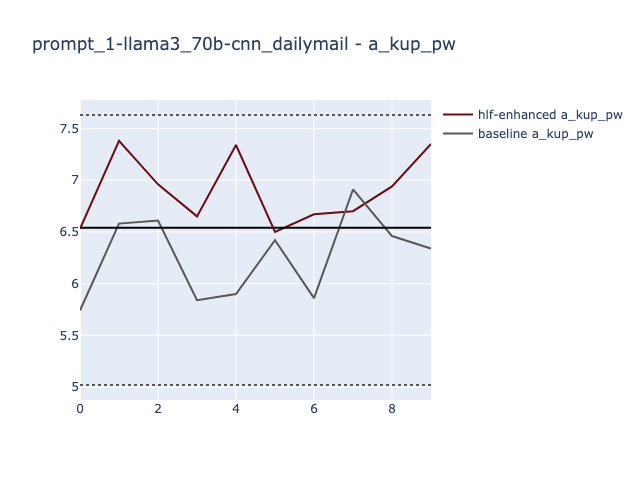 prompt_1-llama3_70b-cnn_dailymail - a_kup_pw
hlf-enhanced a_kup_pw
baseline a_kup_pw
7.5
7
6.5
6
5.5
5
0 2 4 6 8